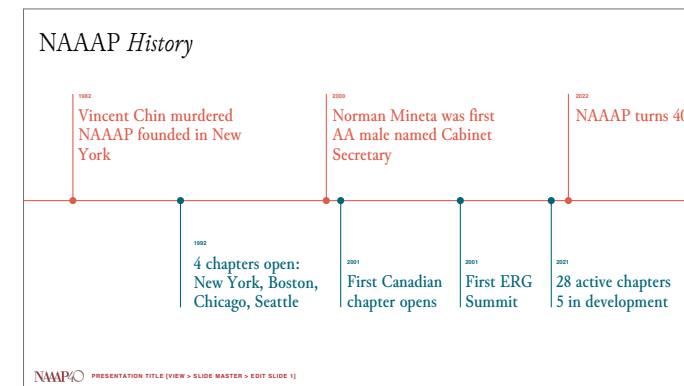 NAAAP History
1982
Vincent Chin murdered
NAAAP founded in New
York
2000
Norman Mineta was first
AA male named Cabinet
Secretary
2022
NAAAP turns 40
1992
4 chapters open:
New York, Boston,
Chicago, Seattle
2001
First Canadian
chapter opens
2001
First ERG
Summit
2021
28 active chapters
5 in development
NAAAP40
PRESENTATION TITLE [VIEW > SLIDE MASTER > EDIT SLIDE 1]